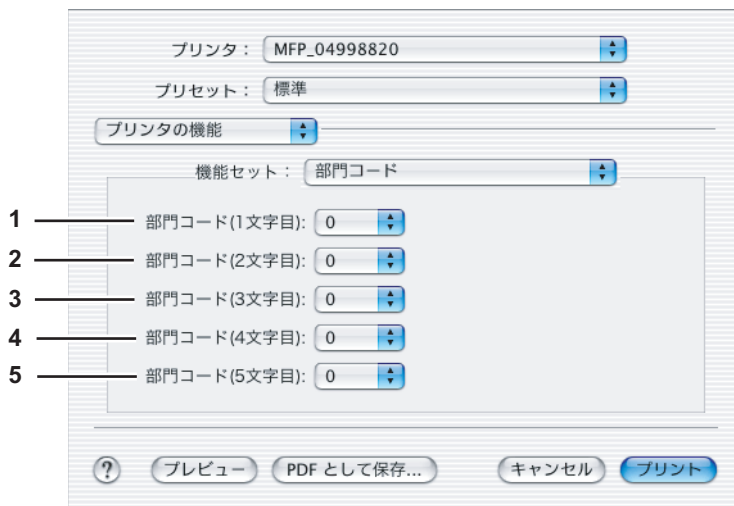 プリンタ： MFP_04998820
プリセット： 標準
プリンタの機能
機能セット： 部門コード
1 部門コード(1文字目): 0
2 部門コード(2文字目): 0
3 部門コード(3文字目): 0
4 部門コード(4文字目): 0
5 部門コード(5文字目): 0
? プレビュー PDF として保存... キャンセル プリント